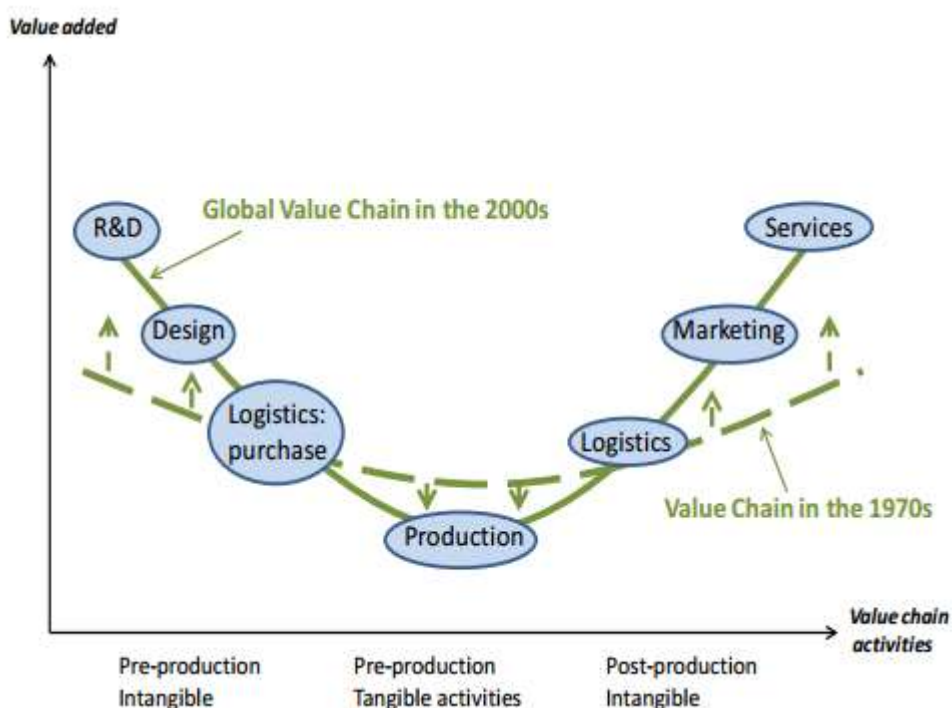 Value added
Global Value Chain in the 2000s
R&D
Services
Design
Marketing
Logistics:
purchase
Logistics
Value Chain in the 1970s
Production
Value chain
activities
Pre-production
Intangible
Pre-production
Tangible activities
Post-production
Intangible